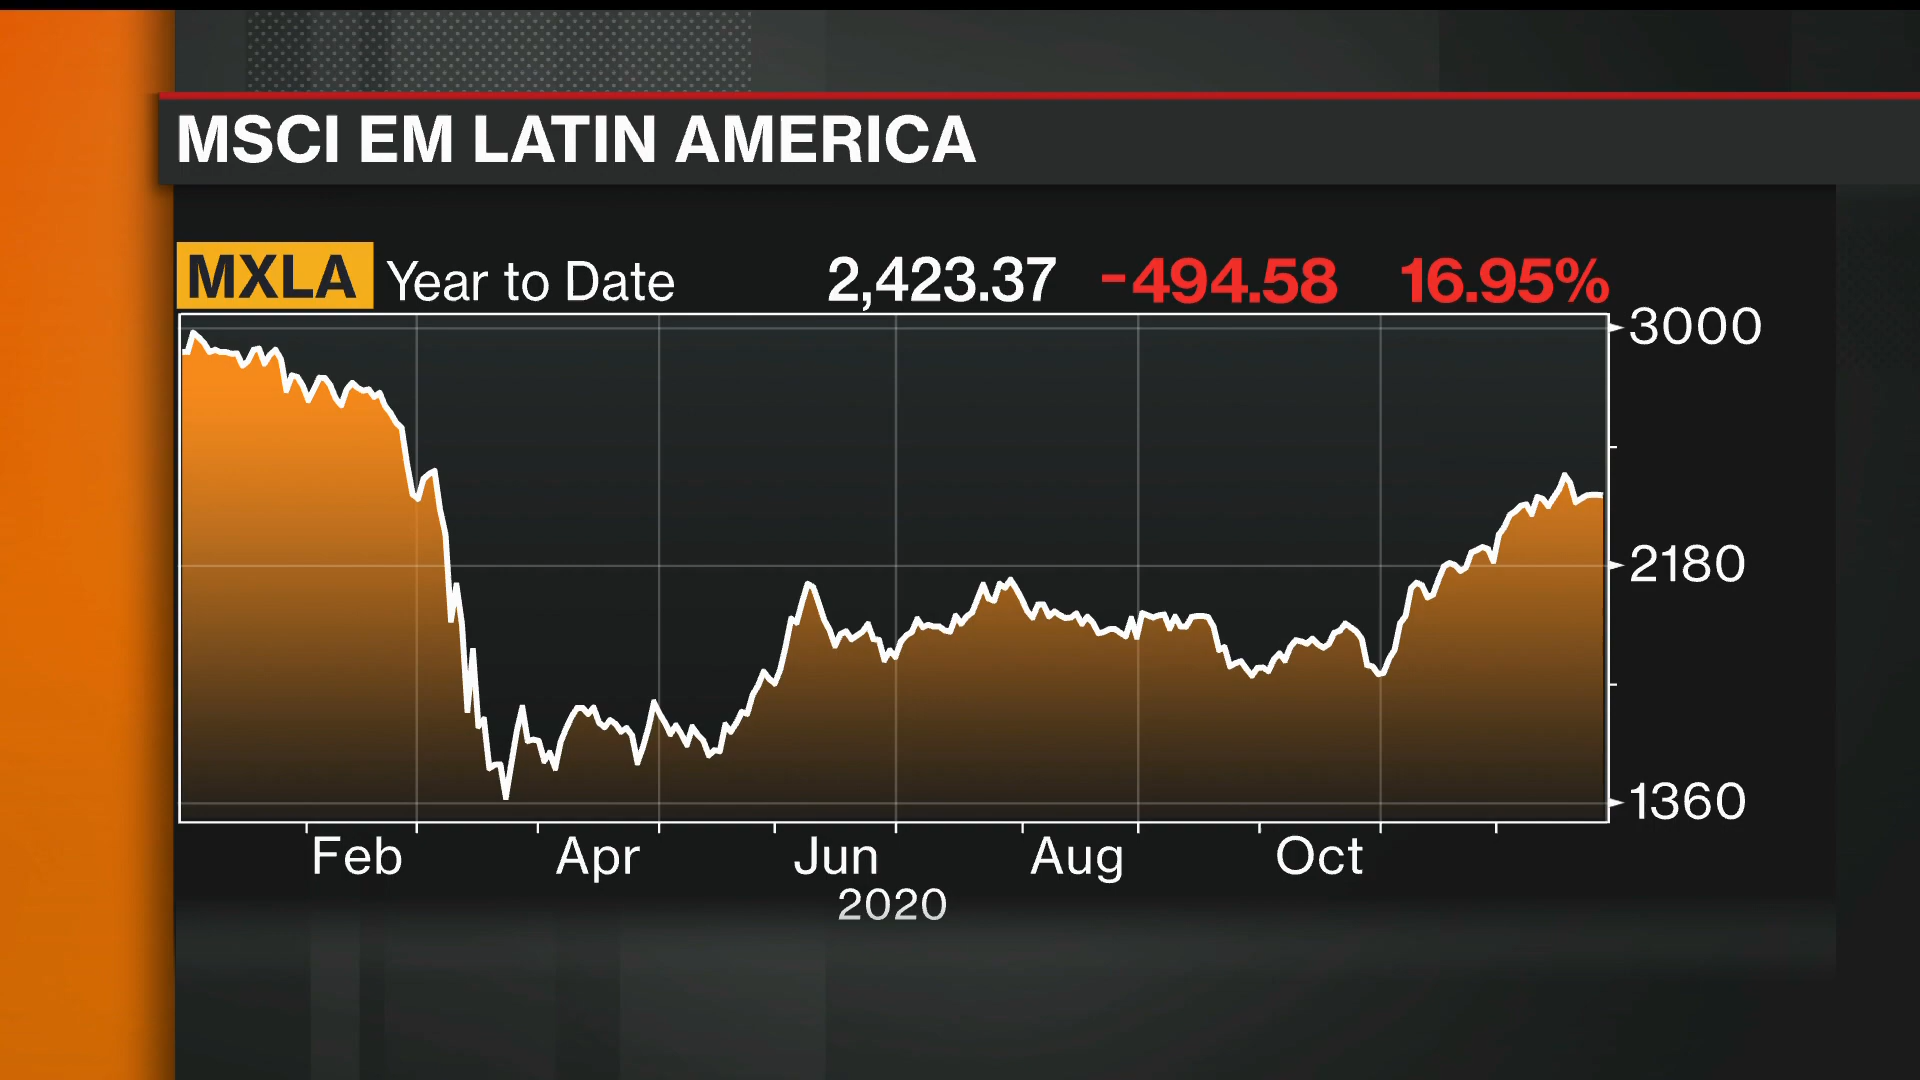 MSCI EM LATIN AMERICA
MXLA Year to Date 2,423.37 -494.58 16.95%
3000
2180
1360
Feb Apr Jun Aug Oct
2020